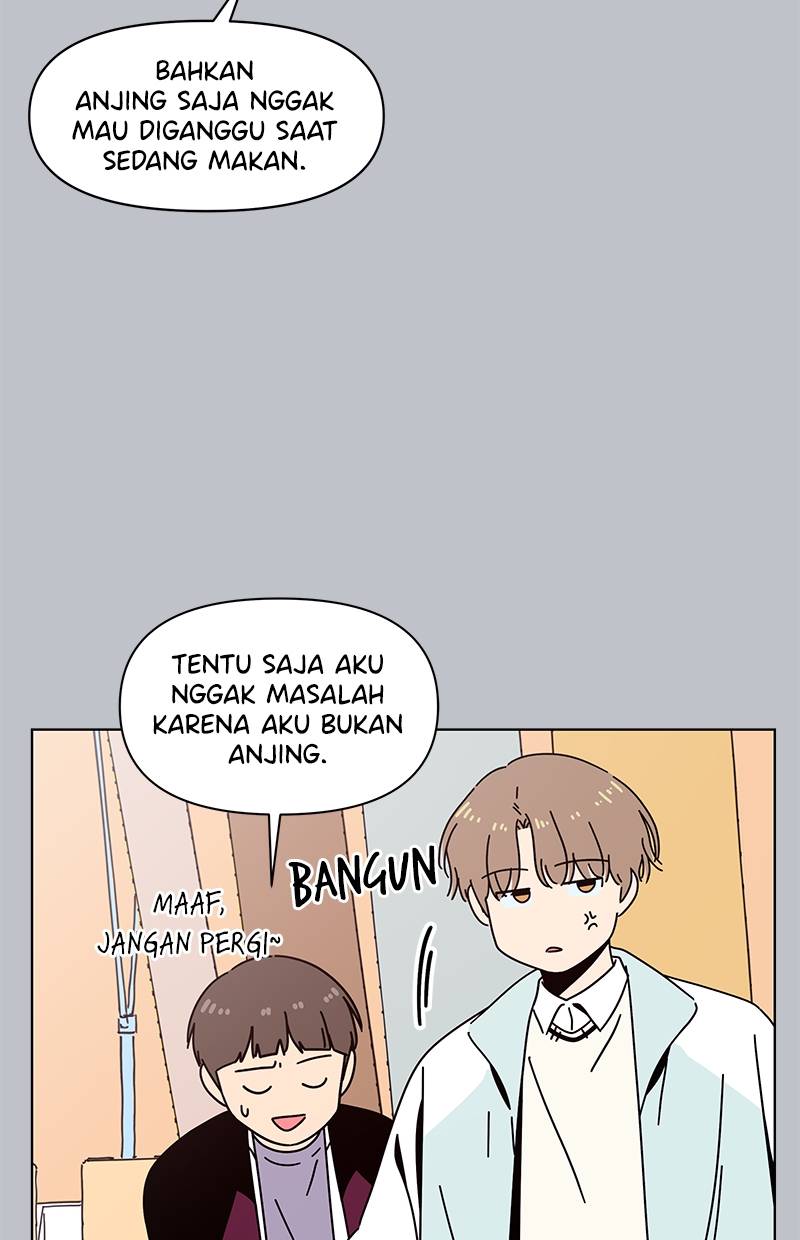 BAHKAN
ANJING SAJA NGGAK
MAU DIGANGGU SAAT
SEDANG MAKAN.
TENTU SAJA AKU
NGGAK MASALAH
KARENA AKU BUKAN
ANJING.
BANGUN
MAAF,
JANGAN PERGI~